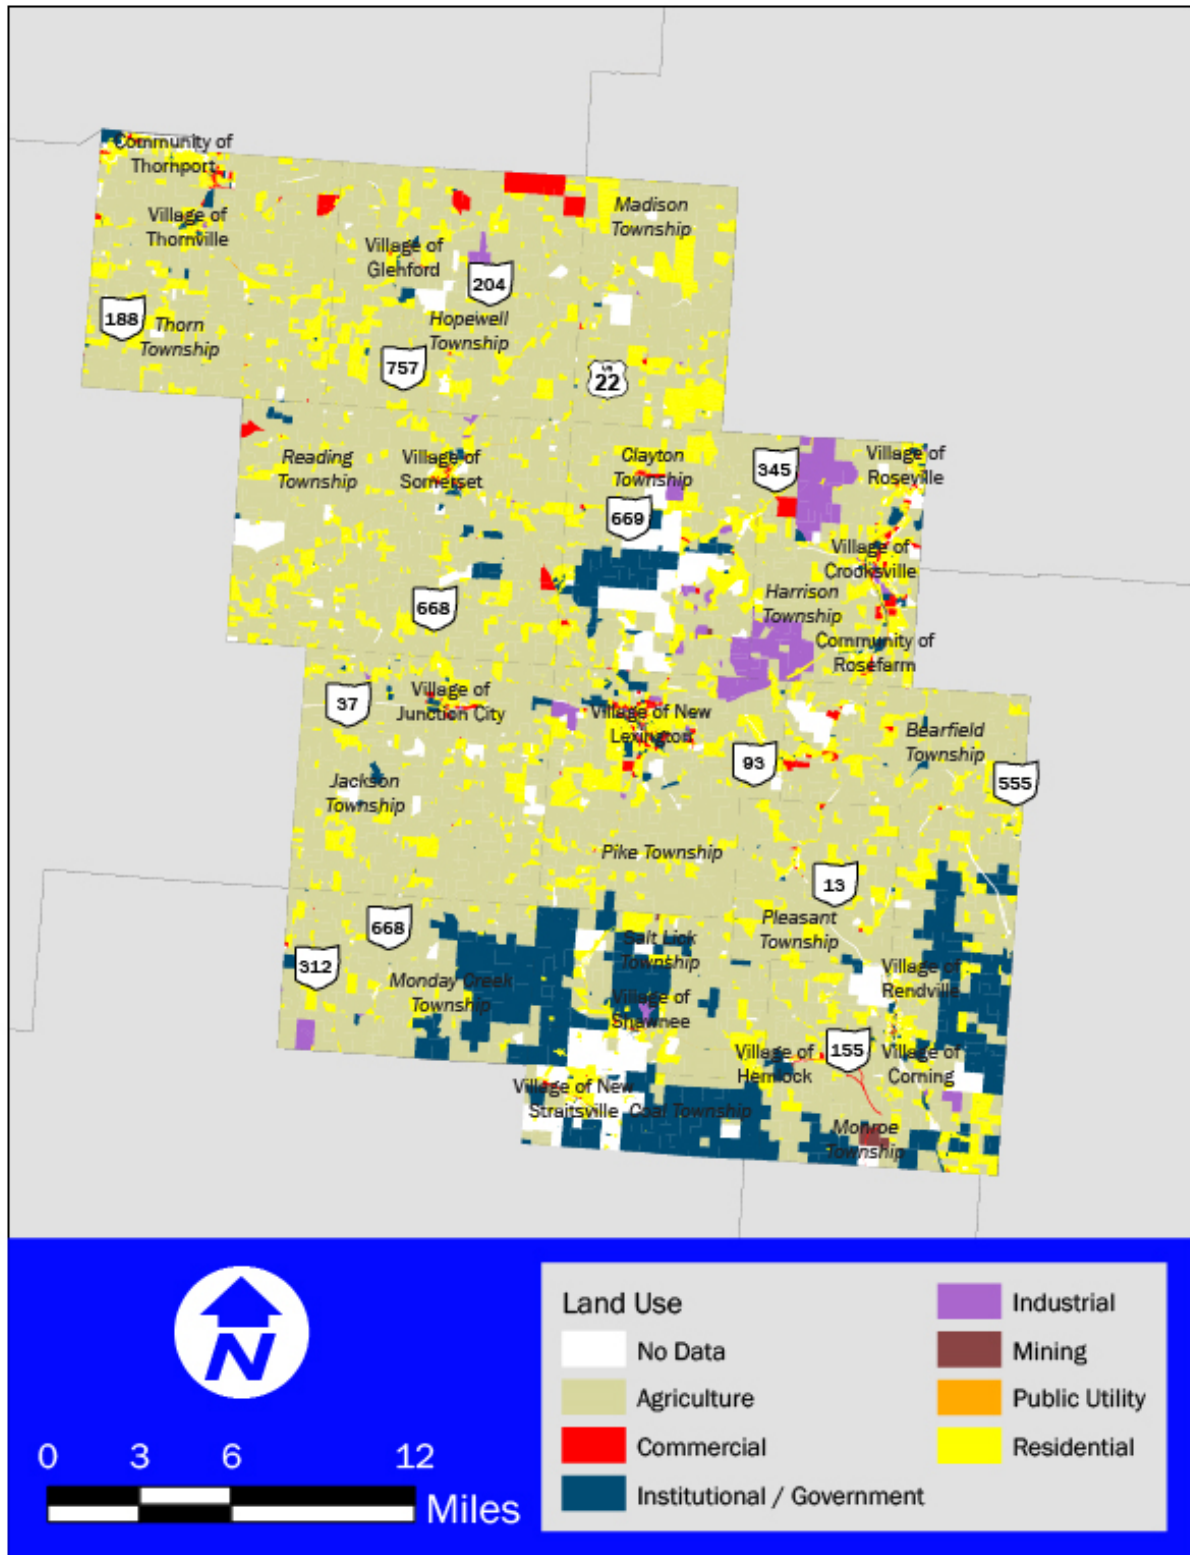 Community of
Thornport
Village of
Thornville
188
Thorn
Township
Village of
Glenford
204
Hopewell
Township
757
Madison
Township
US
22
Reading
Township
Village of
Somerset
Clayton
Township
345
Village of
Roseville
669
Village of
Crooksville
Harrison
Township
668
Community of
Rosefarm
37
Village of
Junction City
Village of New
Lexington
Bearfield
Township
93
555
Jackson
Township
Pike Township
13
668
Pleasant
Township
312
Salt Lick
Township
Monday Creek
Township
Village of
Rendville
Village of
Shawnee
Village of
Hemlock
155
Village of
Corning
Village of New
Straitsville
Coal Township
Monroe
Township
N
0 3 6 12
Miles
Land Use
No Data
Agriculture
Commercial
Institutional / Government
Industrial
Mining
Public Utility
Residential